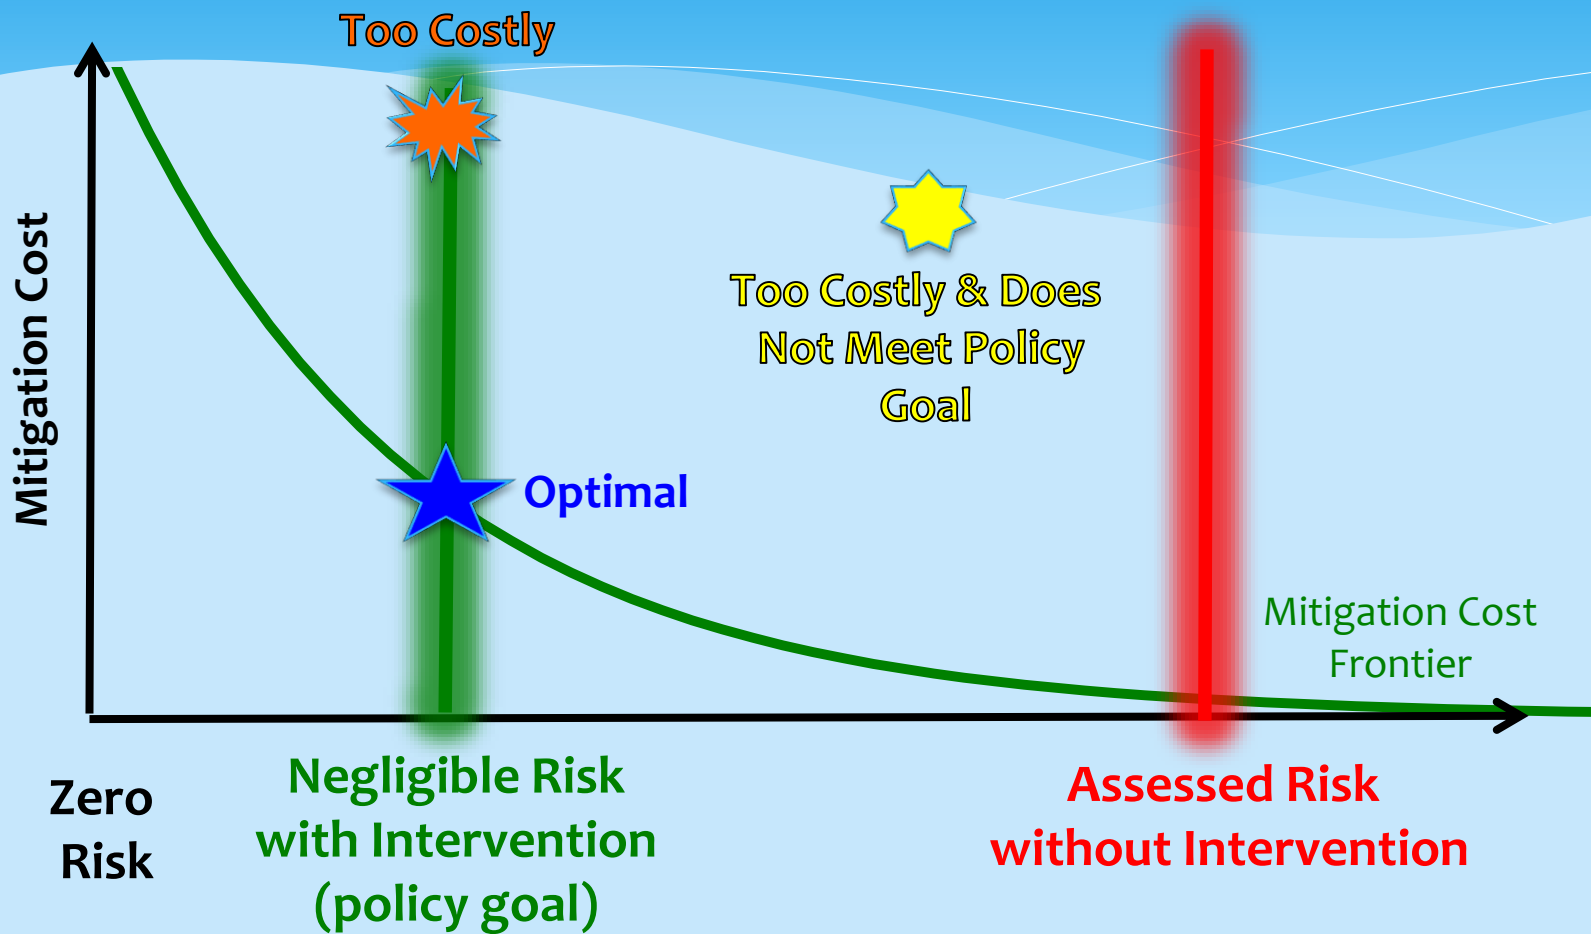 Too Costly
Mitigation Cost
Too Costly & Does
Not Meet Policy
Goal
Optimal
Mitigation Cost
Frontier
Zero
Risk
Negligible Risk
with Intervention
(policy goal)
Assessed Risk
without Intervention